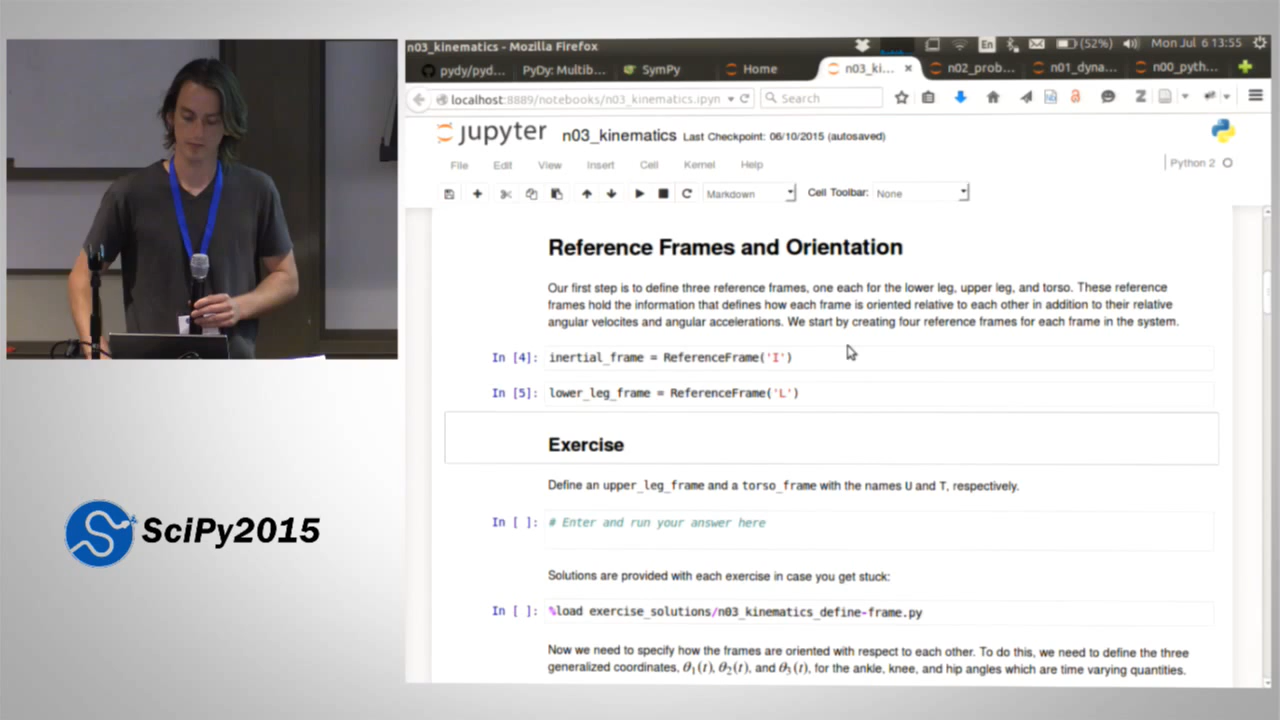 n03_kinematics - Mozilla Firefox
En
(52%)
Mon Jul 6 13:55
pydy/pyd...
PyDy: Multib...
SymPy
Home
n03_ki...
n02_prob...
n01_dyna...
n00_pyth...
localhost:8889/notebooks/n03_kinematics.ipyn
Search
jupyter n03_kinematics Last Checkpoint: 06/10/2015 (autosaved)
File Edit View Insert Cell Kernel Help
Python 2
Markdown
Cell Toolbar: None
Reference Frames and Orientation
Our first step is to define three reference frames, one each for the lower leg, upper leg, and torso. These reference
frames hold the information that defines how each frame is oriented relative to each other in addition to their relative
angular velocites and angular accelerations. We start by creating four reference frames for each frame in the system.
In [4]: inertial_frame = ReferenceFrame('I')
In [5]: lower_leg_frame = ReferenceFrame('L')
Exercise
Define an upper_leg_frame and a torso_frame with the names U and T, respectively.
In [ ]: # Enter and run your answer here
Solutions are provided with each exercise in case you get stuck:
In [ ]: %load exercise_solutions/n03_kinematics_define-frame.py
Now we need to specify how the frames are oriented with respect to each other. To do this, we need to define the three
generalized coordinates, θ1(t), θ2(t), and θ3(t), for the ankle, knee, and hip angles which are time varying quantities.
SciPy2015